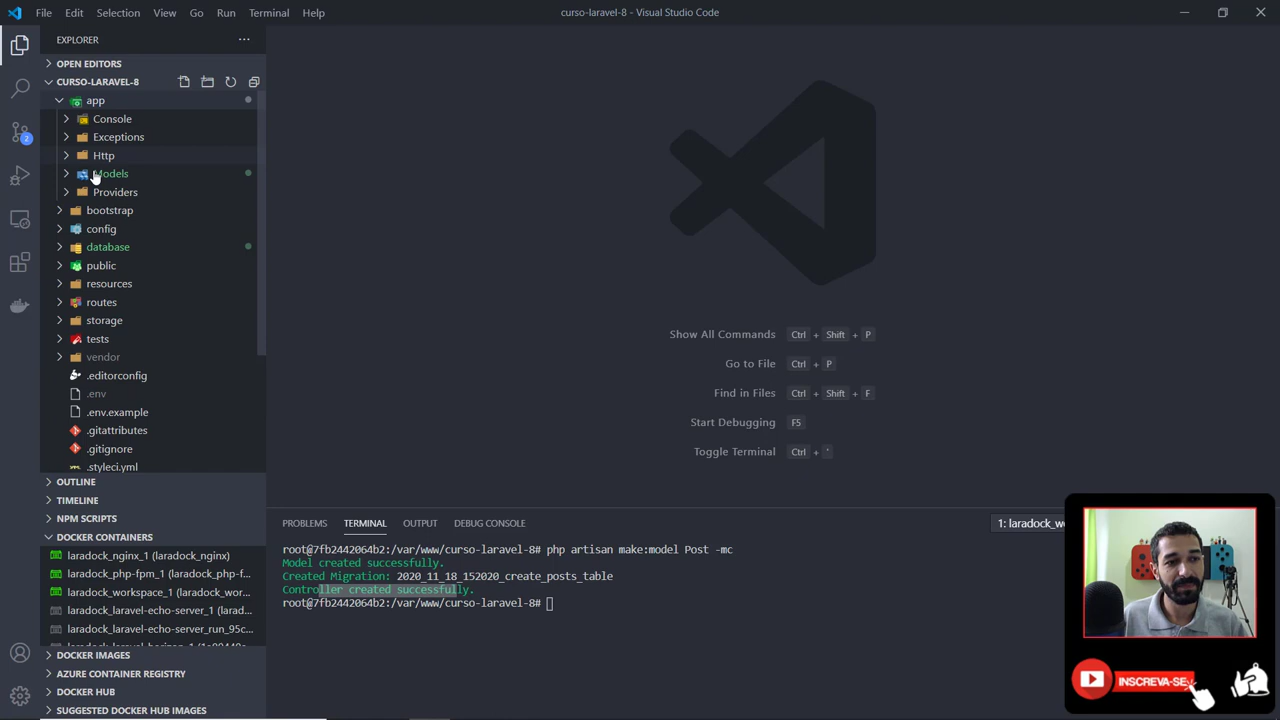 File Edit Selection View Go Run Terminal Help
curso-laravel-8 - Visual Studio Code
EXPLORER
OPEN EDITORS
CURSO-LARAVEL-8
app
Console
Exceptions
Http
Models
Providers
bootstrap
config
database
public
resources
routes
storage
tests
vendor
.editorconfig
.env
.env.example
.gitattributes
.gitignore
.styleci.yml
OUTLINE
TIMELINE
NPM SCRIPTS
DOCKER CONTAINERS
laradock_nginx_1 (laradock_nginx)
laradock_php-fpm_1 (laradock_php-f...
laradock_workspace_1 (laradock_wor...
laradock_laravel-echo-server_1 (larad...
laradock_laravel-echo-server_run_95c...
DOCKER IMAGES
AZURE CONTAINER REGISTRY
DOCKER HUB
SUGGESTED DOCKER HUB IMAGES
2
Show All Commands Ctrl + Shift + P
Go to File Ctrl + P
Find in Files Ctrl + Shift + F
Start Debugging F5
Toggle Terminal Ctrl + `
PROBLEMS TERMINAL OUTPUT DEBUG CONSOLE
1: laradock_wo
root@7fb2442064b2:/var/www/curso-laravel-8# php artisan make:model Post -mc
Model created successfully.
Created Migration: 2020_11_18_152020_create_posts_table
Controller created successfully.
root@7fb2442064b2:/var/www/curso-laravel-8#
INSCREVA-SE